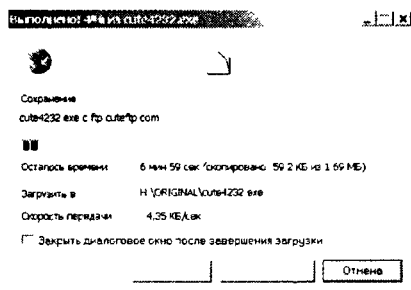 Выполнено: 4% из cute4232.exe
Сохранение
cute4232 exe с ftp cuteftp com
Осталось времени 6 мин 59 сек (скопировано 59.2 КБ из 1.69 МБ)
Загрузить в H:\ORIGINAL\cute4232 exe
Скорость передачи 4,35 КБ/сек
Закрыть диалоговое окно после завершения загрузки
Отмена